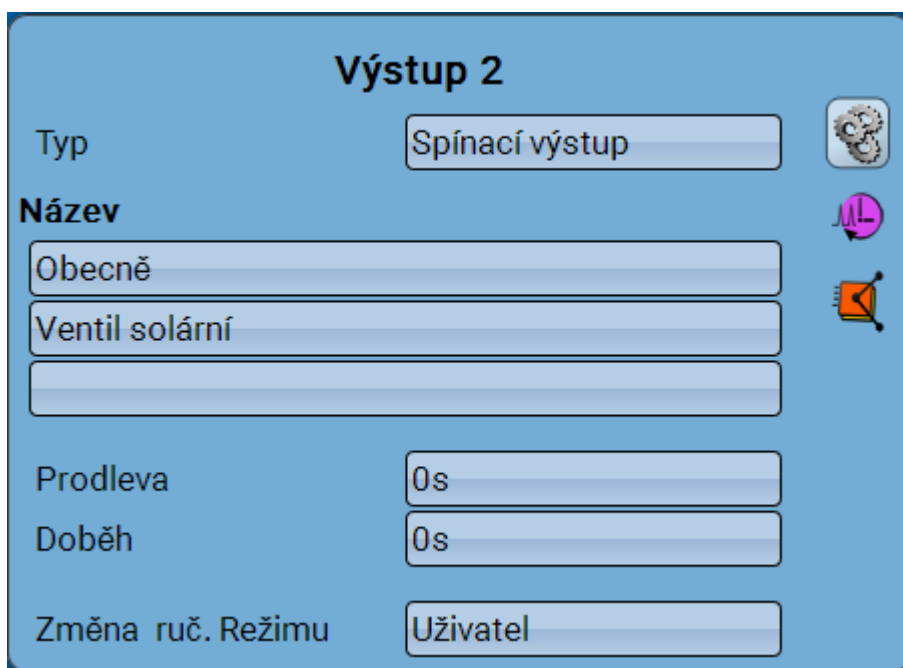 Výstup 2
Typ Spínací výstup
Název
Obecně
Ventil solární
Prodleva 0s
Doběh 0s
Změna ruč. Režimu Uživatel